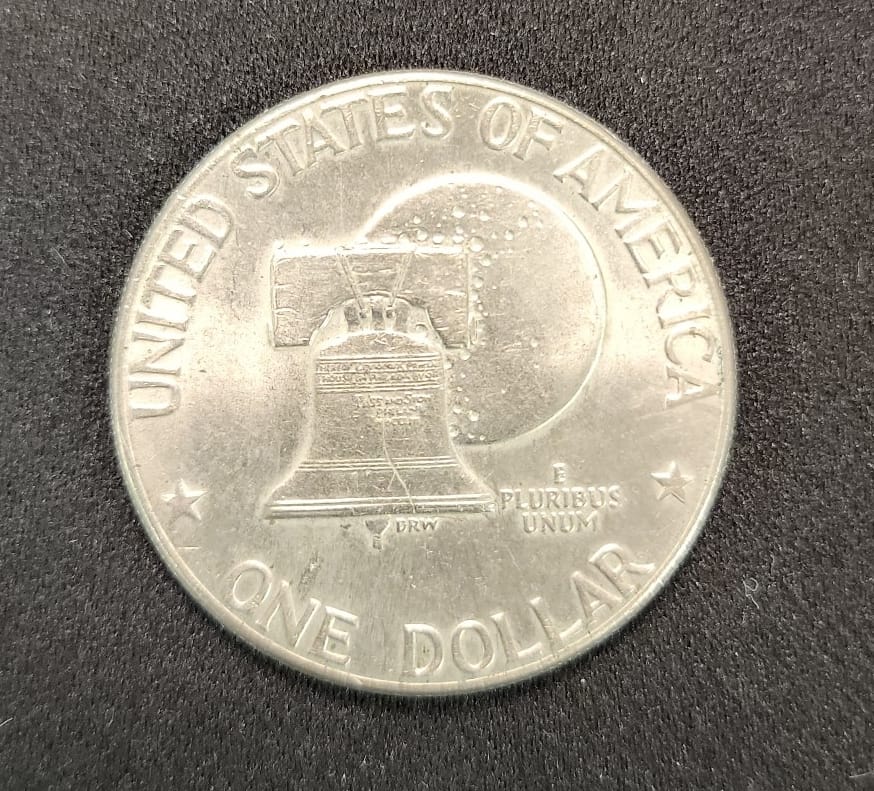 UNITED STATES OF AMERICA
E
PLURIBUS
UNUM
DRW
ONE DOLLAR